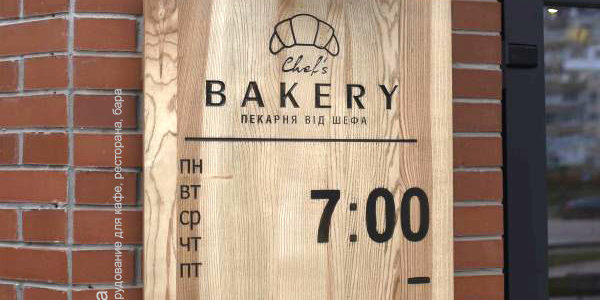 Chef's
BAKERY
ПЕКАРНЯ ВІД ШЕФА
ПН
ВТ
СР
ЧТ
ПТ
7:00
–
рудование для кафе, ресторана, бара